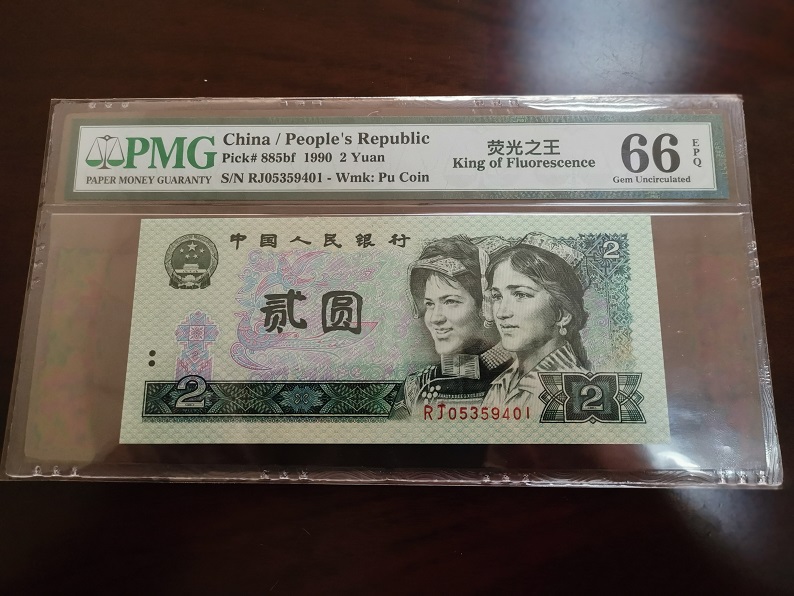 PMG
PAPER MONEY GUARANTY
China / People's Republic
Pick# 885bf 1990 2 Yuan
S/N RJ05359401 - Wmk: Pu Coin
荧光之王
King of Fluorescence
66 EPQ
Gem Uncirculated
中国人民银行
2
贰圆
2
RJ05359401
2